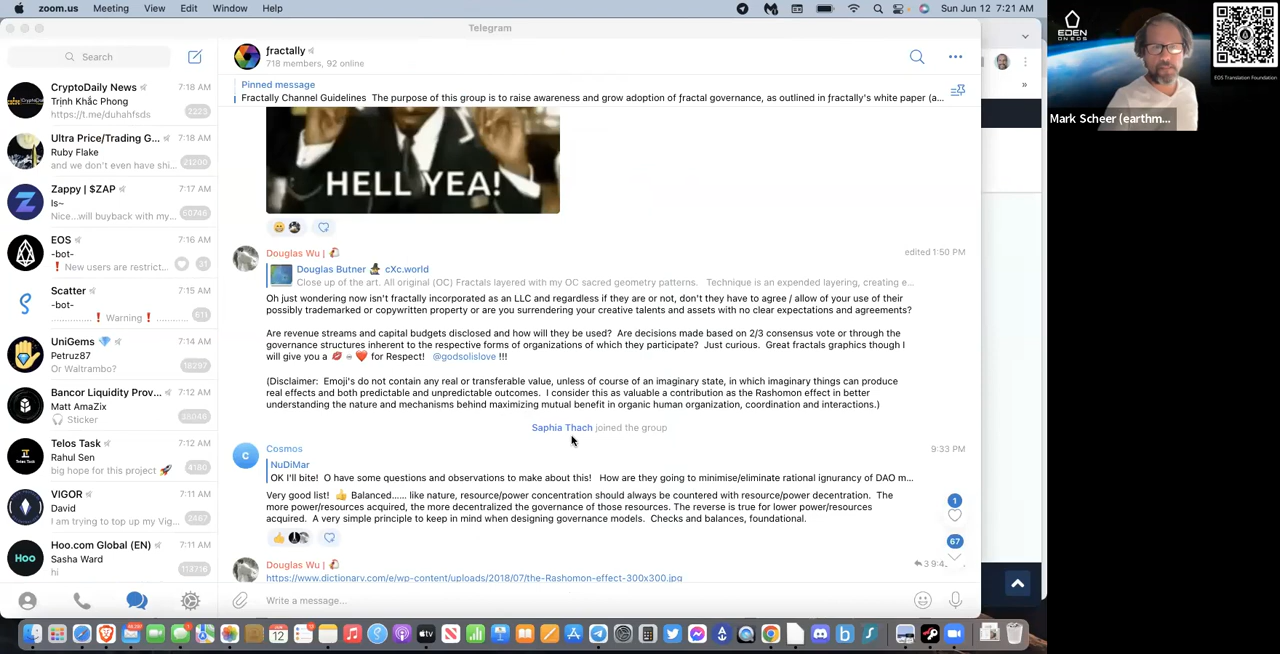 zoom.us Meeting View Edit Window Help
Sun Jun 12 7:21 AM
Telegram
Search
CryptoDaily News 7:18 AM
Trịnh Khắc Phong
https://t.me/duhahfsds 2223
Ultra Price/Trading G... 7:18 AM
Ruby Flake
and we don't even have shi... 21200
Zappy | $ZAP 7:17 AM
Is~
Nice...will buyback with my... 60746
EOS 7:16 AM
-bot-
❗ New users are restrict... 31
Scatter 7:15 AM
-bot-
............... ❗ Warning ❗ ........... 611
UniGems 💎 7:14 AM
Petruz87
Or Waltrambo? 18297
Bancor Liquidity Prov... 7:12 AM
Matt AmaZix
Sticker
Telos Task 7:12 AM
Rahul Sen
big hope for this project 🚀 4180
VIGOR 7:11 AM
David
I am trying to top up my Vig... 2467
Hoo.com Global (EN) 7:11 AM
Sasha Ward
hi 113716
ƒractally
718 members, 92 online
Pinned message
Fractally Channel Guidelines The purpose of this group is to raise awareness and grow adoption of ƒractal governance, as outlined in ƒractally's white paper (a...
HELL YEA!
Douglas Wu | edited 1:50 PM
Douglas Butner cXc.world
Close up of the art. All original (OC) Fractals layered with my OC sacred geometry patterns. Technique is an expended layering, creating e...
Oh just wondering now isn't fractally incorporated as an LLC and regardless if they are or not, don't they have to agree / allow of your use of their
possibly trademarked or copywritten property or are you surrendering your creative talents and assets with no clear expectations and agreements?
Are revenue streams and capital budgets disclosed and how will they be used? Are decisions made based on 2/3 consensus vote or through the
governance structures inherent to the respective forms of organizations of which they participate? Just curious. Great fractals graphics though I
will give you a 💋 = ❤️ for Respect! @godsolislove !!!
(Disclaimer: Emoji's do not contain any real or transferable value, unless of course of an imaginary state, in which imaginary things can produce
real effects and both predictable and unpredictable outcomes. I consider this as valuable a contribution as the Rashomon effect in better
understanding the nature and mechanisms behind maximizing mutual benefit in organic human organization, coordination and interactions.)
Saphia Thach joined the group
C
Cosmos 9:33 PM
NuDiMar
OK I'll bite! O have some questions and observations to make about this! How are they going to minimise/eliminate rational ignurancy of DAO m...
Very good list! 👍 Balanced..... like nature, resource/power concentration should always be countered with resource/power decentration. The
more power/resources acquired, the more decentralized the governance of those resources. The reverse is true for lower power/resources
acquired. A very simple principle to keep in mind when designing governance models. Checks and balances, foundational.
1
67
Douglas Wu |
https://www.dictionary.com/e/wp-content/uploads/2018/07/the-Rashomon-effect-300x300.jpg
Write a message...
EDEN
ON EOS
EOS Translation Foundation
Mark Scheer (earthm...
Hoo